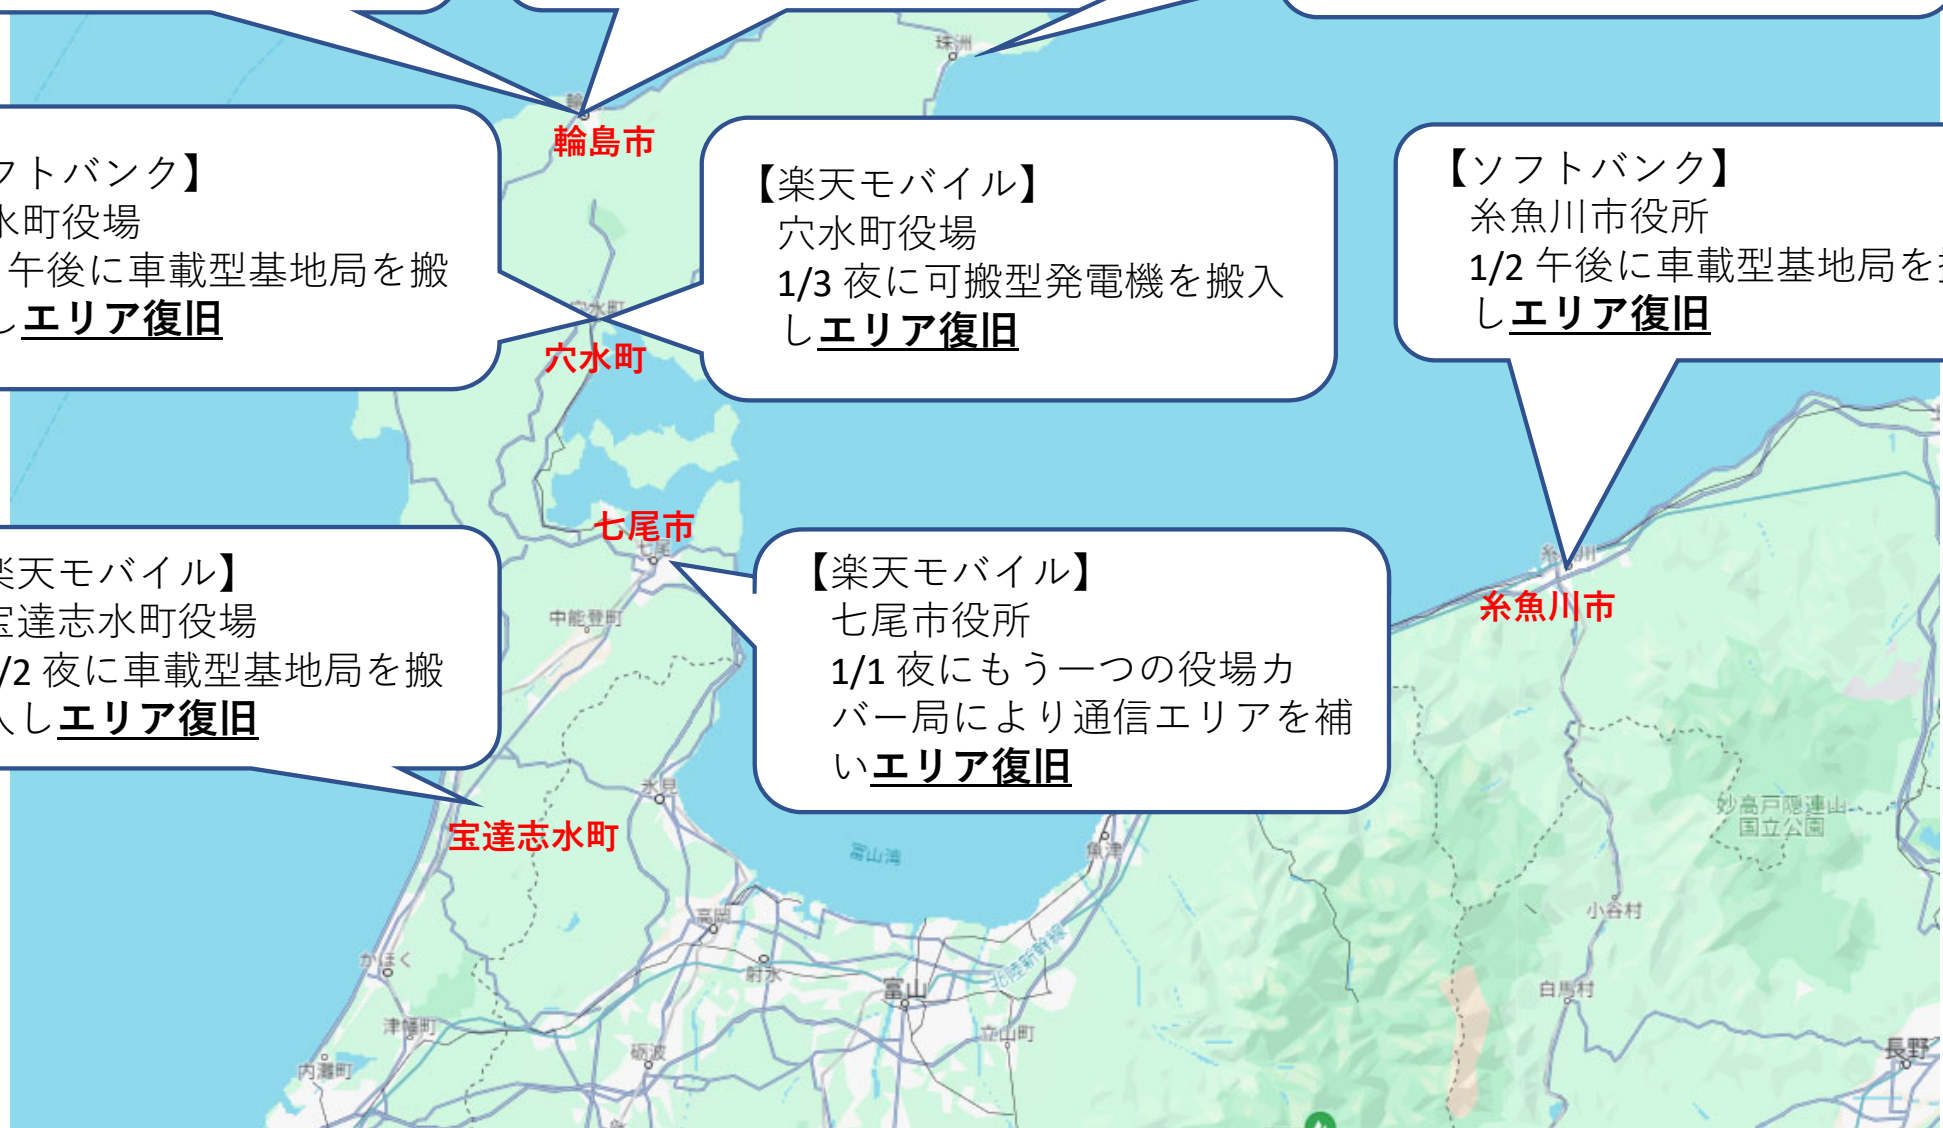 珠洲
輪島市
フトバンク】
水町役場
午後に車載型基地局を搬
し エリア復旧
【楽天モバイル】
穴水町役場
1/3 夜に可搬型発電機を搬入
しエリア復旧
【ソフトバンク】
糸魚川市役所
1/2 午後に車載型基地局を
しエリア復旧
穴水町
穴水町
七尾市
七尾
楽天モバイル】
宝達志水町役場
/2 夜に車載型基地局を搬
入しエリア復旧
【楽天モバイル】
七尾市役所
1/1 夜にもう一つの役場カ
バー局により通信エリアを補
いエリア復旧
糸魚川市
中能登町
氷見
宝達志水町
富山湾
魚津
妙高戸隠連山
国立公園
高岡
小谷村
かほく
射水
富山
北陸新幹線
白馬村
津幡町
立山町
砺波
内灘町
長野